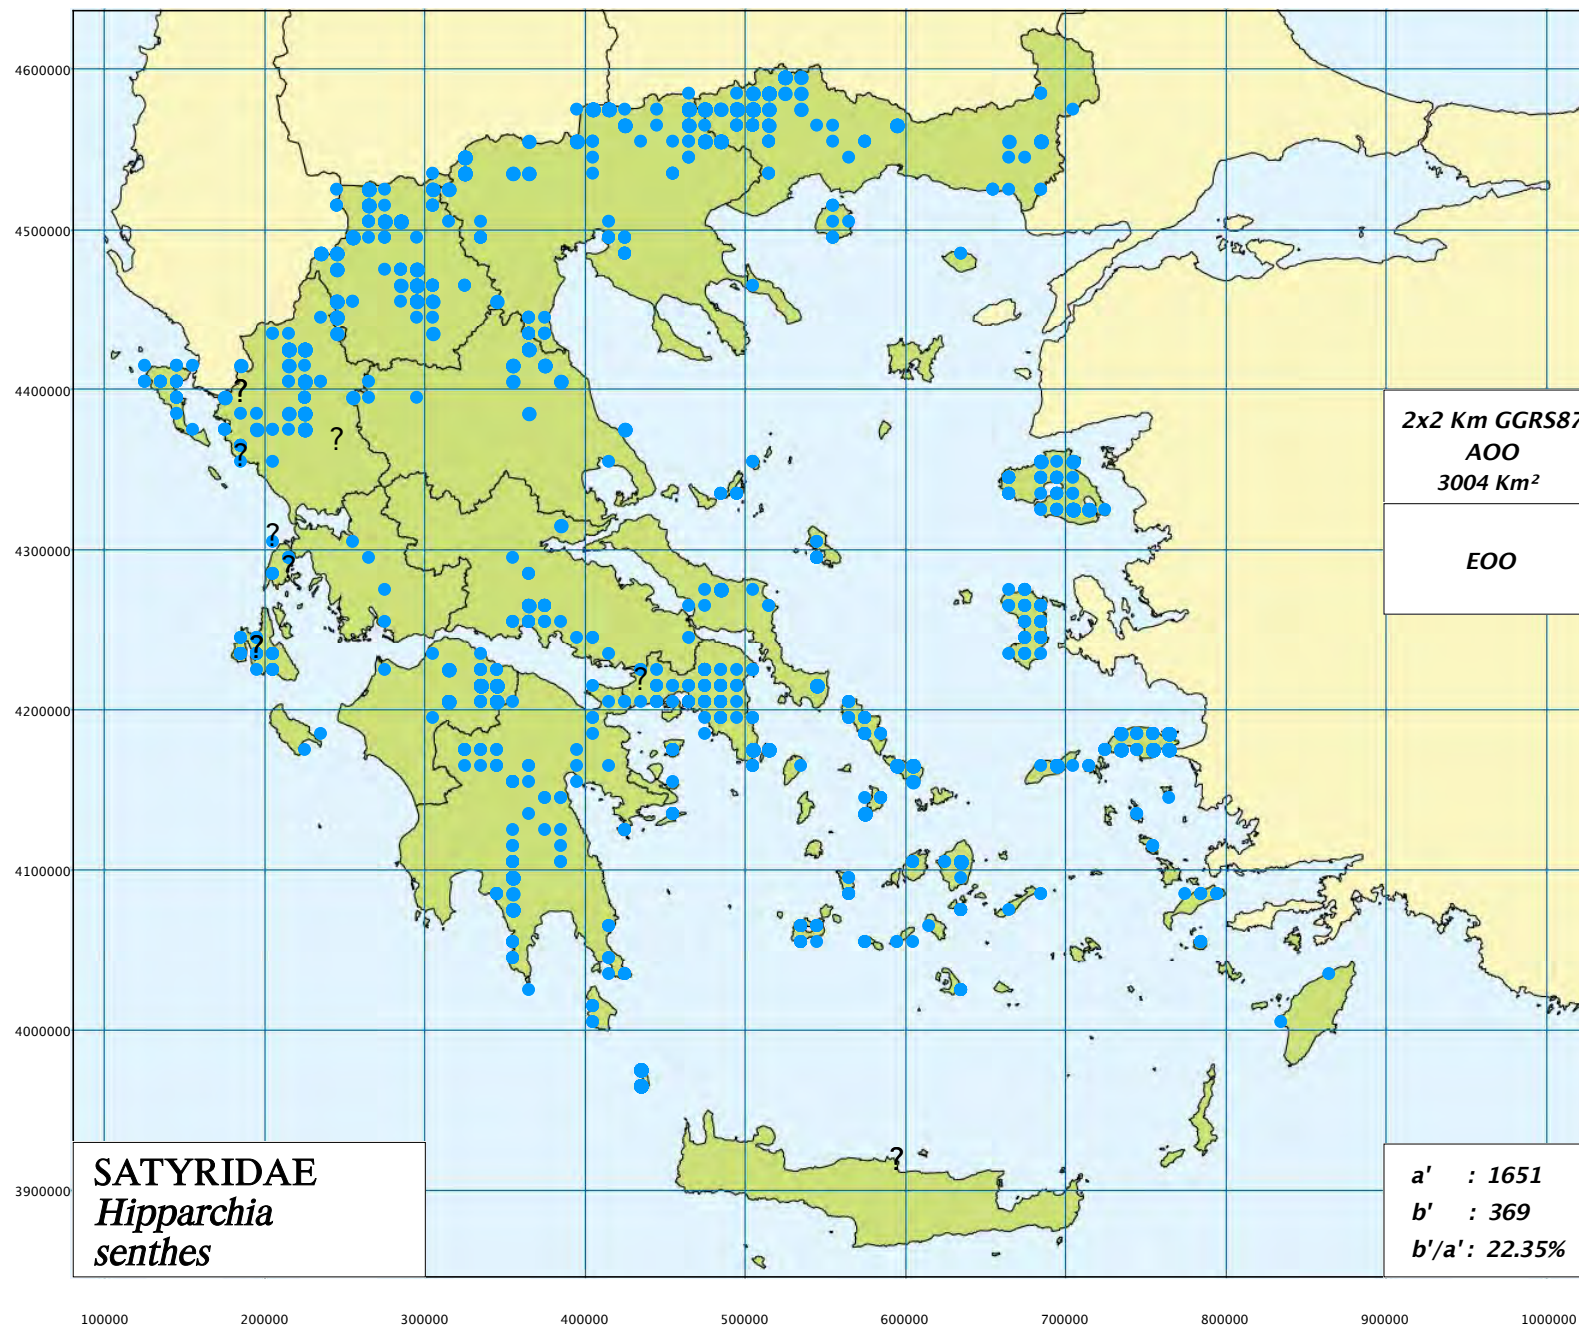 4600000
4500000
4400000
?
?
?
2x2 Km GGRS87
AOO
3004 Km²
4300000
?
?
EOO
?
?
4200000
4100000
4000000
?
SATYRIDAE
Hipparchia
senthes
3900000
a' : 1651
b' : 369
b'/a' : 22.35%
100000 200000 300000 400000 500000 600000 700000 800000 900000 1000000